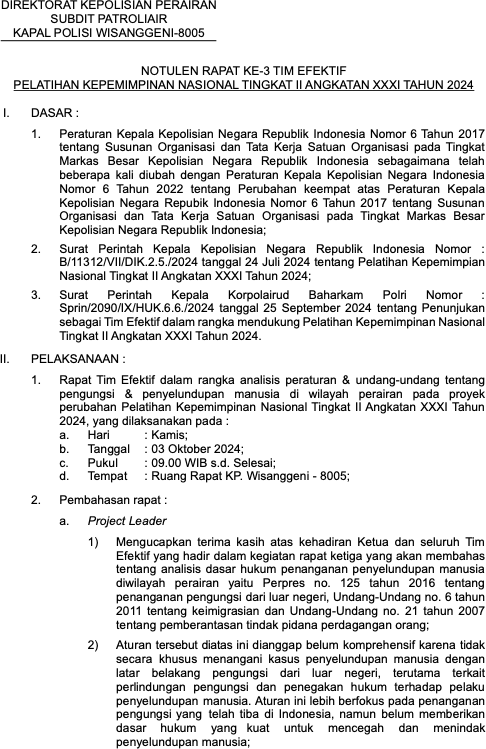 DIREKTORAT KEPOLISIAN PERAIRAN
SUBDIT PATROLIAIR
KAPAL POLISI WISANGGENI-8005
NOTULEN RAPAT KE-3 TIM EFEKTIF
PELATIHAN KEPEMIMPINAN NASIONAL TINGKAT II ANGKATAN XXXI TAHUN 2024
I. DASAR :
1. Peraturan Kepala Kepolisian Negara Republik Indonesia Nomor 6 Tahun 2017
tentang Susunan Organisasi dan Tata Kerja Satuan Organisasi pada Tingkat
Markas Besar Kepolisian Negara Republik Indonesia sebagaimana telah
beberapa kali diubah dengan Peraturan Kepala Kepolisian Negara Indonesia
Nomor 6 Tahun 2022 tentang Perubahan keempat atas Peraturan Kepala
Kepolisian Negara Repubik Indonesia Nomor 6 Tahun 2017 tentang Susunan
Organisasi dan Tata Kerja Satuan Organisasi pada Tingkat Markas Besar
Kepolisian Negara Republik Indonesia;
2. Surat Perintah Kepala Kepolisian Negara Republik Indonesia Nomor :
B/11312/VII/DIK.2.5./2024 tanggal 24 Juli 2024 tentang Pelatihan Kepemimpian
Nasional Tingkat II Angkatan XXXI Tahun 2024;
3. Surat Perintah Kepala Korpolairud Baharkam Polri Nomor :
Sprin/2090/IX/HUK.6.6./2024 tanggal 25 September 2024 tentang Penunjukan
sebagai Tim Efektif dalam rangka mendukung Pelatihan Kepemimpinan Nasional
Tingkat II Angkatan XXXI Tahun 2024.
II. PELAKSANAAN :
1. Rapat Tim Efektif dalam rangka analisis peraturan & undang-undang tentang
pengungsi & penyelundupan manusia di wilayah perairan pada proyek
perubahan Pelatihan Kepemimpinan Nasional Tingkat II Angkatan XXXI Tahun
2024, yang dilaksanakan pada :
a. Hari : Kamis;
b. Tanggal : 03 Oktober 2024;
c. Pukul : 09.00 WIB s.d. Selesai;
d. Tempat : Ruang Rapat KP. Wisanggeni - 8005;
2. Pembahasan rapat :
a. Project Leader
1) Mengucapkan terima kasih atas kehadiran Ketua dan seluruh Tim
Efektif yang hadir dalam kegiatan rapat ketiga yang akan membahas
tentang analisis dasar hukum penanganan penyelundupan manusia
diwilayah perairan yaitu Perpres no. 125 tahun 2016 tentang
penanganan pengungsi dari luar negeri, Undang-Undang no. 6 tahun
2011 tentang keimigrasian dan Undang-Undang no. 21 tahun 2007
tentang pemberantasan tindak pidana perdagangan orang;
2) Aturan tersebut diatas ini dianggap belum komprehensif karena tidak
secara khusus menangani kasus penyelundupan manusia dengan
latar belakang pengungsi dari luar negeri, terutama terkait
perlindungan pengungsi dan penegakan hukum terhadap pelaku
penyelundupan manusia. Aturan ini lebih berfokus pada penanganan
pengungsi yang telah tiba di Indonesia, namun belum memberikan
dasar hukum yang kuat untuk mencegah dan menindak
penyelundupan manusia;